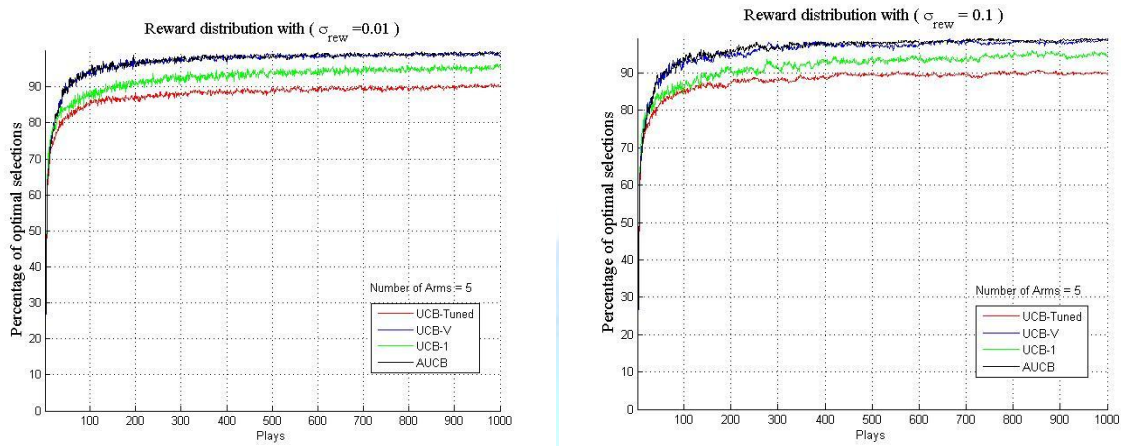 Reward distribution with ( σrew =0.01 )
Percentage of optimal selections
90
80
70
60
50
40
30
20
10
0
100 200 300 400 500 600 700 800 900 1000
Plays
Number of Arms = 5
UCB-Tuned
UCB-V
UCB-1
AUCB
Reward distribution with ( σrew = 0.1 )
Percentage of optimal selections
90
80
70
60
50
40
30
20
10
0
100 200 300 400 500 600 700 800 900 1000
Plays
Number of Arms = 5
UCB-Tuned
UCB-V
UCB-1
AUCB